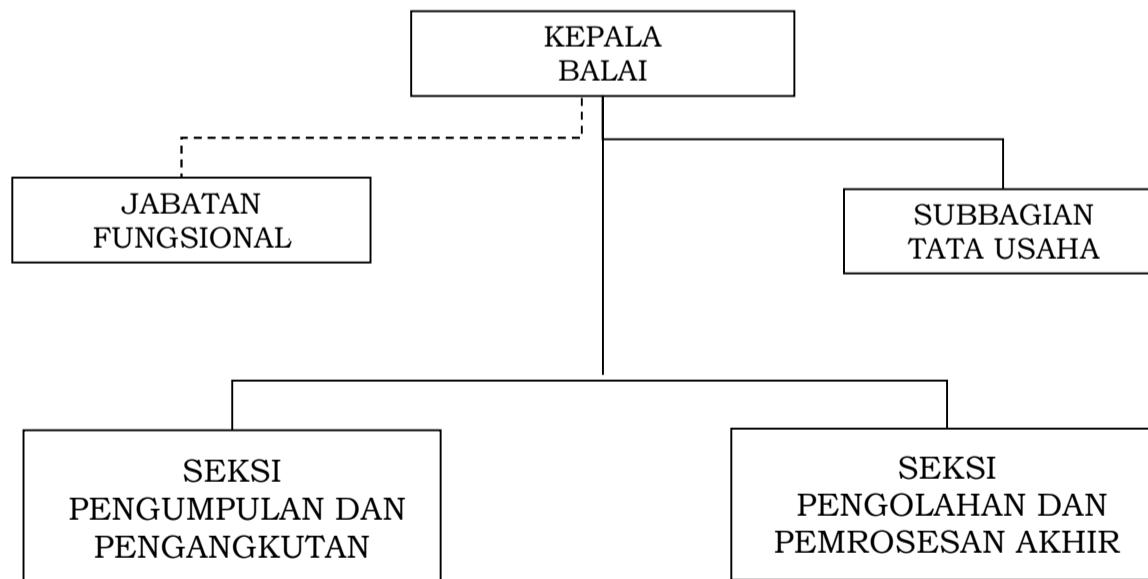 KEPALA
BALAI
JABATAN
FUNGSIONAL
SUBBAGIAN
TATA USAHA
SEKSI
PENGUMPULAN DAN
PENGANGKUTAN
SEKSI
PENGOLAHAN DAN
PEMROSESAN AKHIR